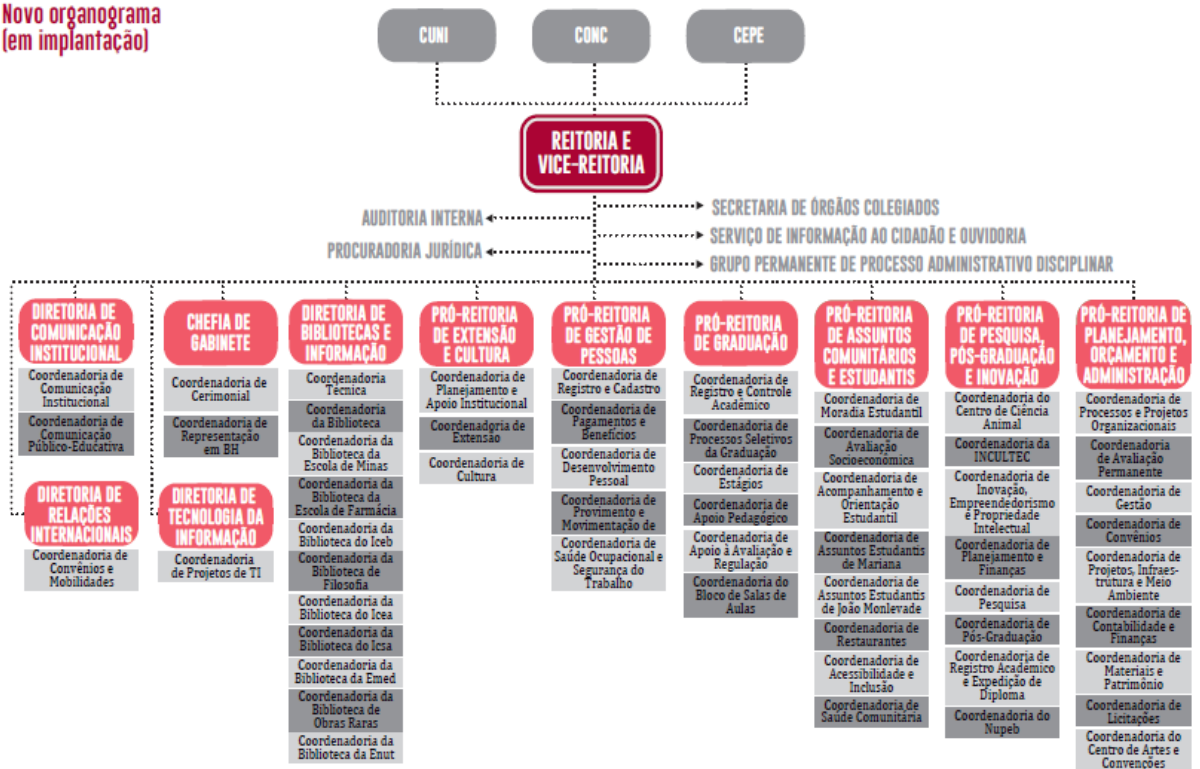 Novo organograma
(em implantação)
CUNI
CONC
CEPE
REITORIA E
VICE-REITORIA
AUDITORIA INTERNA
PROCURADORIA JURÍDICA
SECRETARIA DE ÓRGÃOS COLEGIADOS
SERVIÇO DE INFORMAÇÃO AO CIDADÃO E OUVIDORIA
GRUPO PERMANENTE DE PROCESSO ADMINISTRATIVO DISCIPLINAR
DIRETORIA DE
COMUNICAÇÃO
INSTITUCIONAL
Coordenadoria de
Comunicação
Institucional
Coordenadoria de
Comunicação
Público-Educativa
DIRETORIA DE
RELAÇÕES
INTERNACIONAIS
Coordenadoria de
Convênios e
Mobilidades
CHEFIA DE
GABINETE
Coordenadoria de
Cerimonial
Coordenadoria de
Representação
em BH
DIRETORIA DE
TECNOLOGIA DA
INFORMAÇÃO
Coordenadoria
de Projetos de TI
DIRETORIA DE
BIBLIOTECAS E
INFORMAÇÃO
Coordenadoria
Técnica
Coordenadoria
da Biblioteca
Coordenadoria da
Biblioteca da
Escola de Minas
Coordenadoria da
Biblioteca da
Escola de Farmácia
Coordenadoria da
Biblioteca do Iceb
Coordenadoria da
Biblioteca de
Filosofia
Coordenadoria da
Biblioteca do Icea
Coordenadoria da
Biblioteca do Icsa
Coordenadoria da
Biblioteca da Emed
Coordenadoria da
Biblioteca de
Obras Raras
Coordenadoria da
Biblioteca da Enut
PRÓ-REITORIA
DE EXTENSÃO
E CULTURA
Coordenadoria de
Planejamento e
Apoio Institucional
Coordenadoria de
Extensão
Coordenadoria de
Cultura
PRÓ-REITORIA
DE GESTÃO DE
PESSOAS
Coordenadoria de
Registro e Cadastro
Coordenadoria de
Pagamentos e
Benefícios
Coordenadoria de
Desenvolvimento
Pessoal
Coordenadoria de
Provimento e
Movimentação de
Coordenadoria de
Saúde Ocupacional e
Segurança do
Trabalho
PRÓ-REITORIA
DE GRADUAÇÃO
Coordenadoria de
Registro e Controle
Acadêmico
Coordenadoria de
Processos Seletivos
da Graduação
Coordenadoria de
Estágios
Coordenadoria de
Apoio Pedagógico
Coordenadoria de
Apoio à Avaliação e
Regulação
Coordenadoria do
Bloco de Salas de
Aulas
PRÓ-REITORIA
DE ASSUNTOS
COMUNITÁRIOS
E ESTUDANTIS
Coordenadoria de
Moradia Estudantil
Coordenadoria de
Avaliação
Socioeconômica
Coordenadoria de
Acompanhamento e
Orientação
Estudantil
Coordenadoria de
Assuntos Estudantis
de Mariana
Coordenadoria de
Assuntos Estudantis
de João Monlevade
Coordenadoria de
Restaurantes
Coordenadoria de
Acessibilidade e
Inclusão
Coordenadoria de
Saúde Comunitária
PRÓ-REITORIA
DE PESQUISA,
PÓS-GRADUAÇÃO
E INOVAÇÃO
Coordenadoria do
Centro de Ciência
Animal
Coordenadoria da
INCULTEC
Coordenadoria de
Inovação,
Empreendedorismo
e Propriedade
Intelectual
Coordenadoria de
Planejamento e
Finanças
Coordenadoria de
Pesquisa
Coordenadoria de
Pós-Graduação
Coordenadoria de
Registro Acadêmico
e Expedição de
Diploma
Coordenadoria do
Nupeb
PRÓ-REITORIA DE
PLANEJAMENTO,
ORÇAMENTO E
ADMINISTRAÇÃO
Coordenadoria de
Processos e Projetos
Organizacionais
Coordenadoria
de Avaliação
Permanente
Coordenadoria de
Gestão
Coordenadoria de
Convênios
Coordenadoria de
Projetos, Infraes-
trutura e Meio
Ambiente
Coordenadoria de
Contabilidade e
Finanças
Coordenadoria de
Materiais e
Patrimônio
Coordenadoria de
Licitações
Coordenadoria do
Centro de Artes e
Convenções